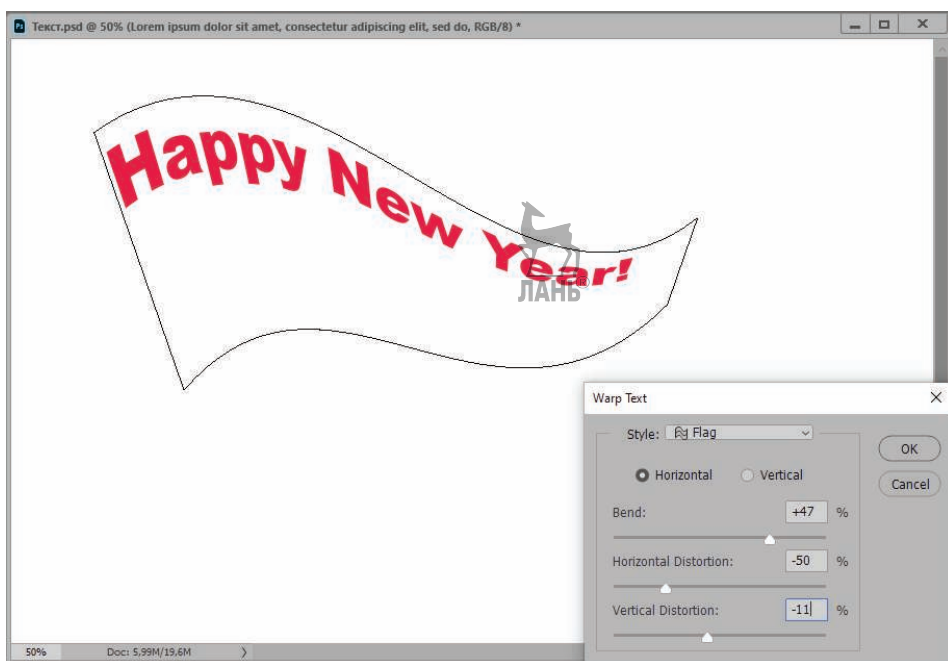 Ps Текст.psd @ 50% (Lorem ipsum dolor sit amet, consectetur adipiscing elit, sed do, RGB/8) *
Happy New Year!
ЛАНЬ®
Warp Text
Style: Flag
Horizontal Vertical
Bend: +47 %
Horizontal Distortion: -50 %
Vertical Distortion: -11 %
OK
Cancel
50% Doc: 5,99M/19,6M